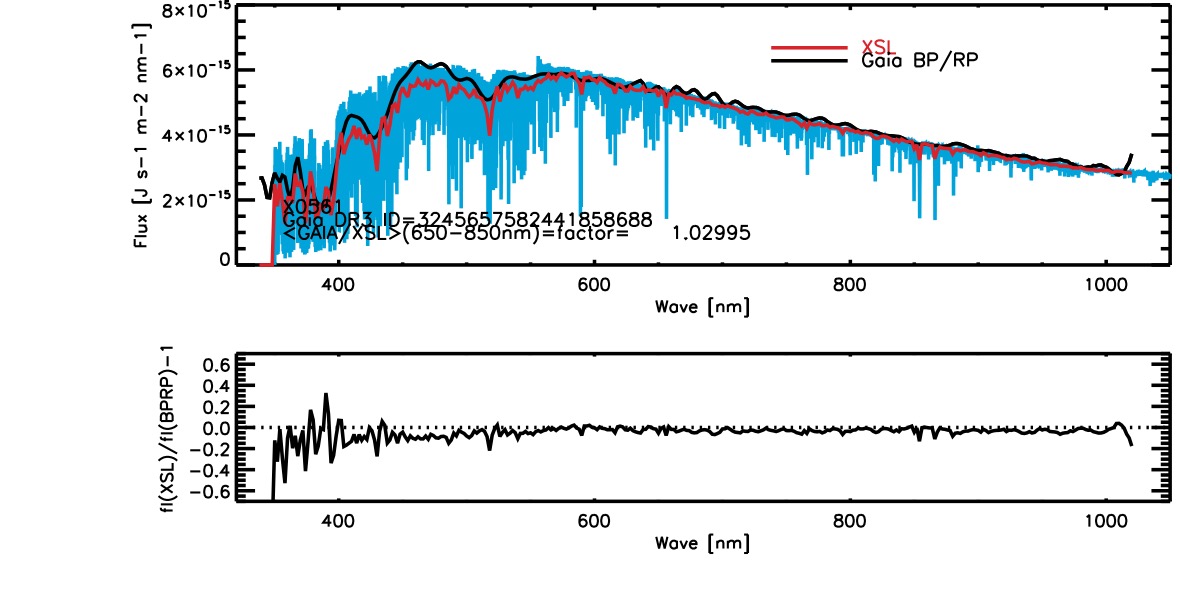 8×10−15
6×10−15
4×10−15
2×10−15
0
Flux [J s−1 m−2 nm−1]
XSL
Gaia BP/RP
X0561
Gaia DR3 ID=3245657582441858688
<GAIA/XSL>(650−850nm)=factor= 1.02995
400 600 800 1000
Wave [nm]
fl(XSL)/fl(BPRP)−1
0.6
0.4
0.2
0.0
−0.2
−0.4
−0.6
400 600 800 1000
Wave [nm]